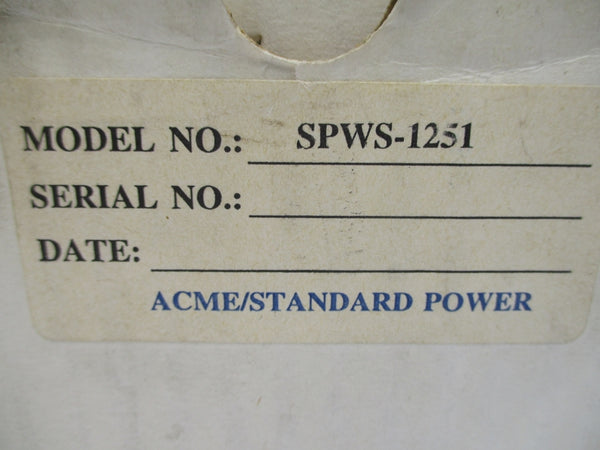 MODEL NO.: SPWS-1251
SERIAL NO.:
DATE:
ACME/STANDARD POWER